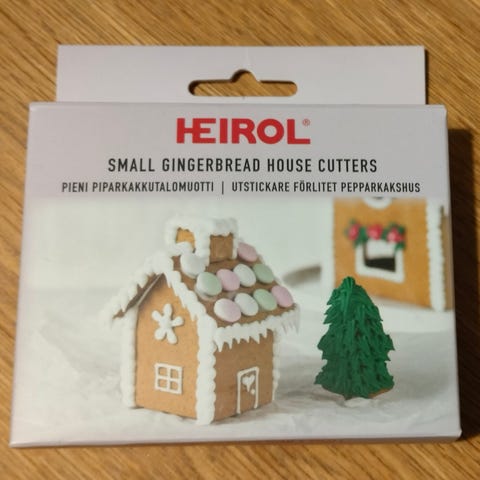 HEIROL®
SMALL GINGERBREAD HOUSE CUTTERS
PIENI PIPARKAKKUTALOMUOTTI | UTSTICKARE FÖRLITET PEPPARKAKSHUS